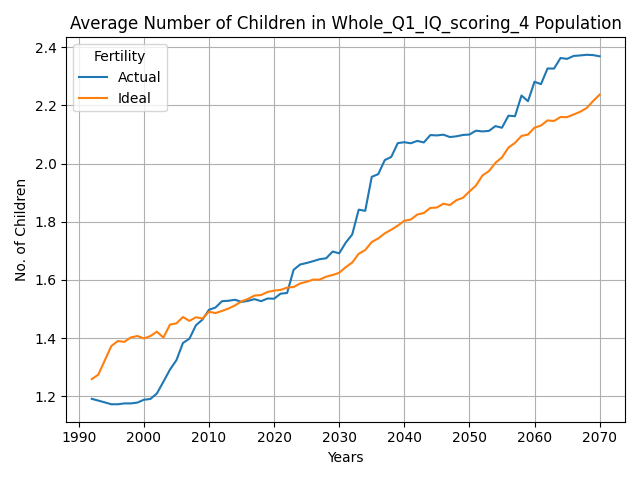 Average Number of Children in Whole_Q1_IQ_scoring_4 Population
Fertility
Actual
Ideal
No. of Children
2.4
2.2
2.0
1.8
1.6
1.4
1.2
1990 2000 2010 2020 2030 2040 2050 2060 2070
Years